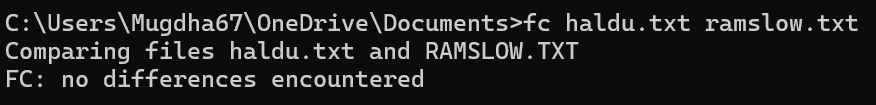 C:\Users\Mugdha67\OneDrive\Documents>fc haldu.txt ramslow.txt
Comparing files haldu.txt and RAMSLOW.TXT
FC: no differences encountered